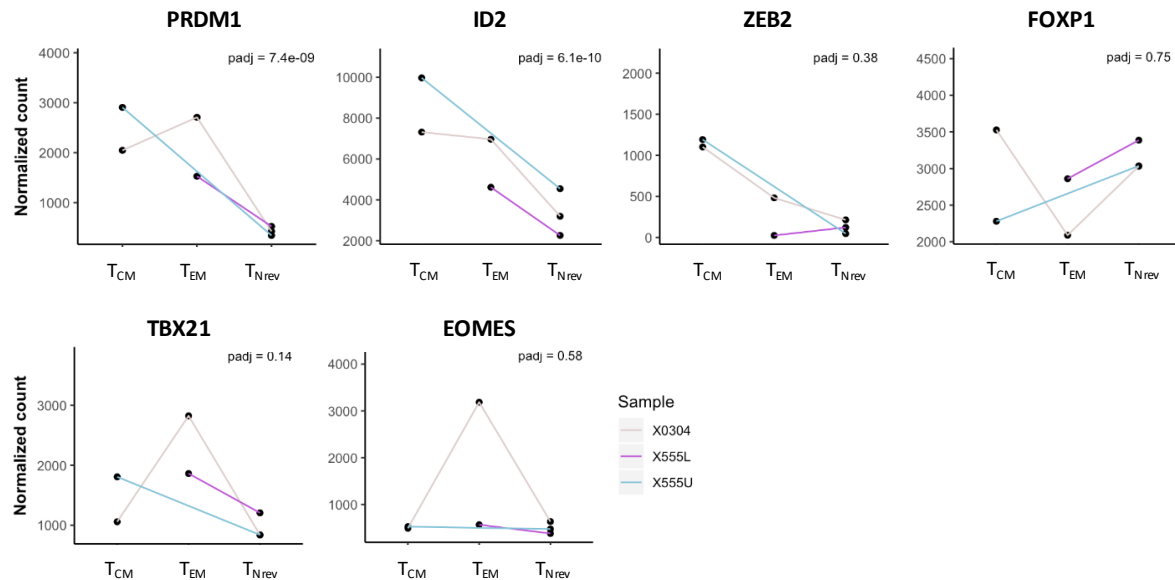 PRDM1
ID2
ZEB2
FOXP1
Normalized count
4000
3000
2000
1000
padj = 7.4e-09
TCM
TEM
TNrev
10000
8000
6000
4000
2000
padj = 6.1e-10
TCM
TEM
TNrev
2000
1500
1000
500
0
padj = 0.38
TCM
TEM
TNrev
4500
4000
3500
3000
2500
2000
padj = 0.75
TCM
TEM
TNrev
TBX21
EOMES
Normalized count
3000
2000
1000
padj = 0.14
TCM
TEM
TNrev
4000
3000
2000
1000
padj = 0.58
TCM
TEM
TNrev
Sample
X0304
X555L
X555U